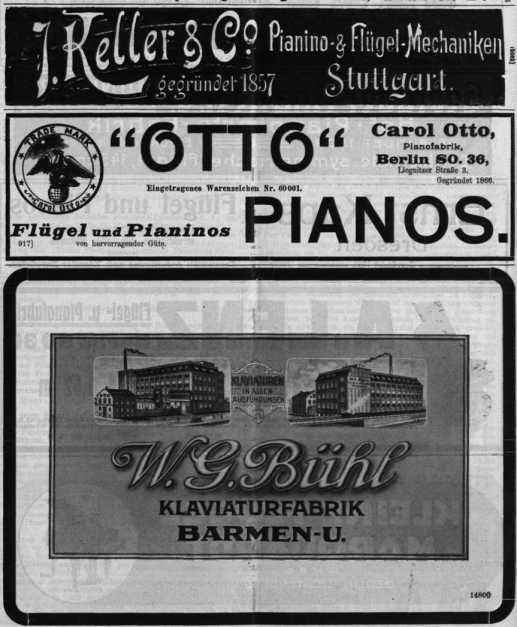 J. Keller & Co
Pianino- & Flügel-Mechaniken
gegründet 1857
Stuttgart.
TRADE MARK
Carol Otto
"OTTO"
Carol Otto,
Pianofabrik,
Berlin SO. 36,
Liegnitzer Straße 3.
Gegründet 1866.
Eingetragenes Warenzeichen Nr. 60001.
PIANOS.
Flügel und Pianinos
917] von hervorragender Güte.
KLAVIATUREN
IN ALLEN
AUSFÜHRUNGEN
W. G. Bühl
KLAVIATURFABRIK
BARMEN-U.
14809